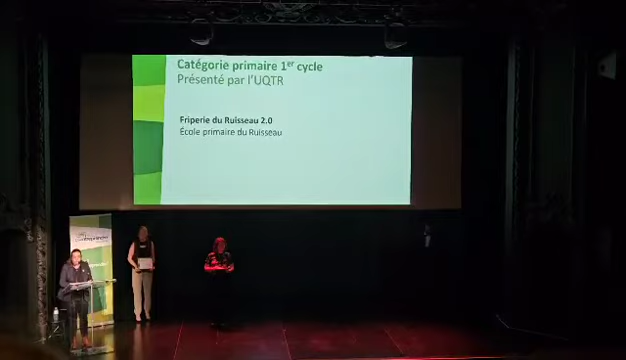 Catégorie primaire 1er cycle
Présenté par l'UQTR
Friperie du Ruisseau 2.0
École primaire du Ruisseau